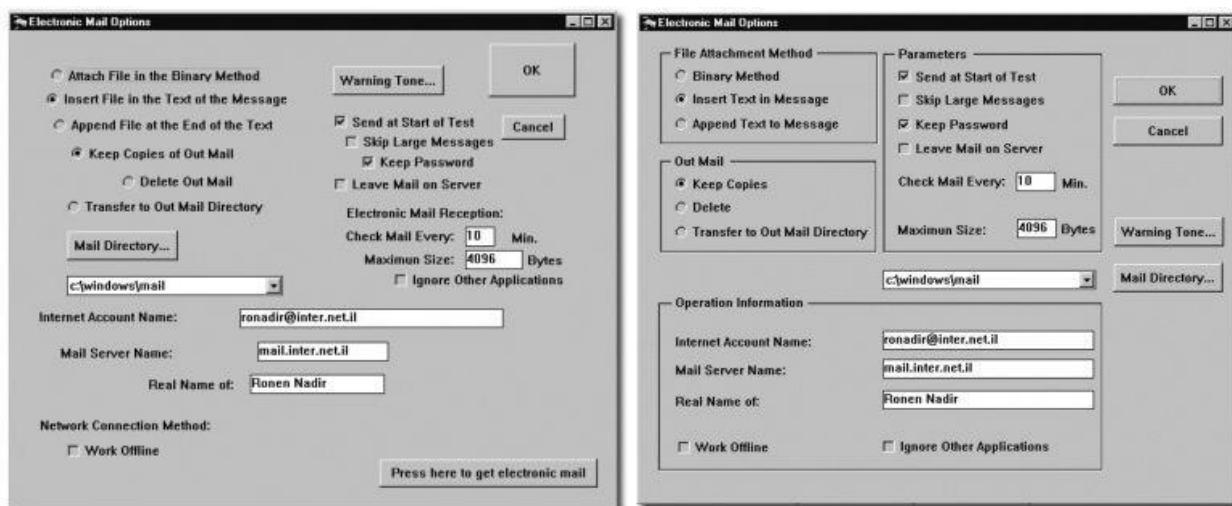 Electronic Mail Options
Attach File in the Binary Method
Insert File in the Text of the Message
Append File at the End of the Text
Keep Copies of Out Mail
Delete Out Mail
Transfer to Out Mail Directory
Mail Directory...
c:\windows\mail
Warning Tone...
OK
Send at Start of Test
Cancel
Skip Large Messages
Keep Password
Leave Mail on Server
Electronic Mail Reception:
Check Mail Every: 10 Min.
Maximun Size: 4096 Bytes
Ignore Other Applications
Internet Account Name: ronadir@inter.net.il
Mail Server Name: mail.inter.net.il
Real Name of: Ronen Nadir
Network Connection Method:
Work Offline
Press here to get electronic mail
Electronic Mail Options
File Attachment Method
Binary Method
Insert Text in Message
Append Text to Message
Out Mail
Keep Copies
Delete
Transfer to Out Mail Directory
Parameters
Send at Start of Test
Skip Large Messages
Keep Password
Leave Mail on Server
Check Mail Every: 10 Min.
Maximun Size: 4096 Bytes
OK
Cancel
Warning Tone...
c:\windows\mail
Mail Directory...
Operation Information
Internet Account Name: ronadir@inter.net.il
Mail Server Name: mail.inter.net.il
Real Name of: Ronen Nadir
Work Offline
Ignore Other Applications